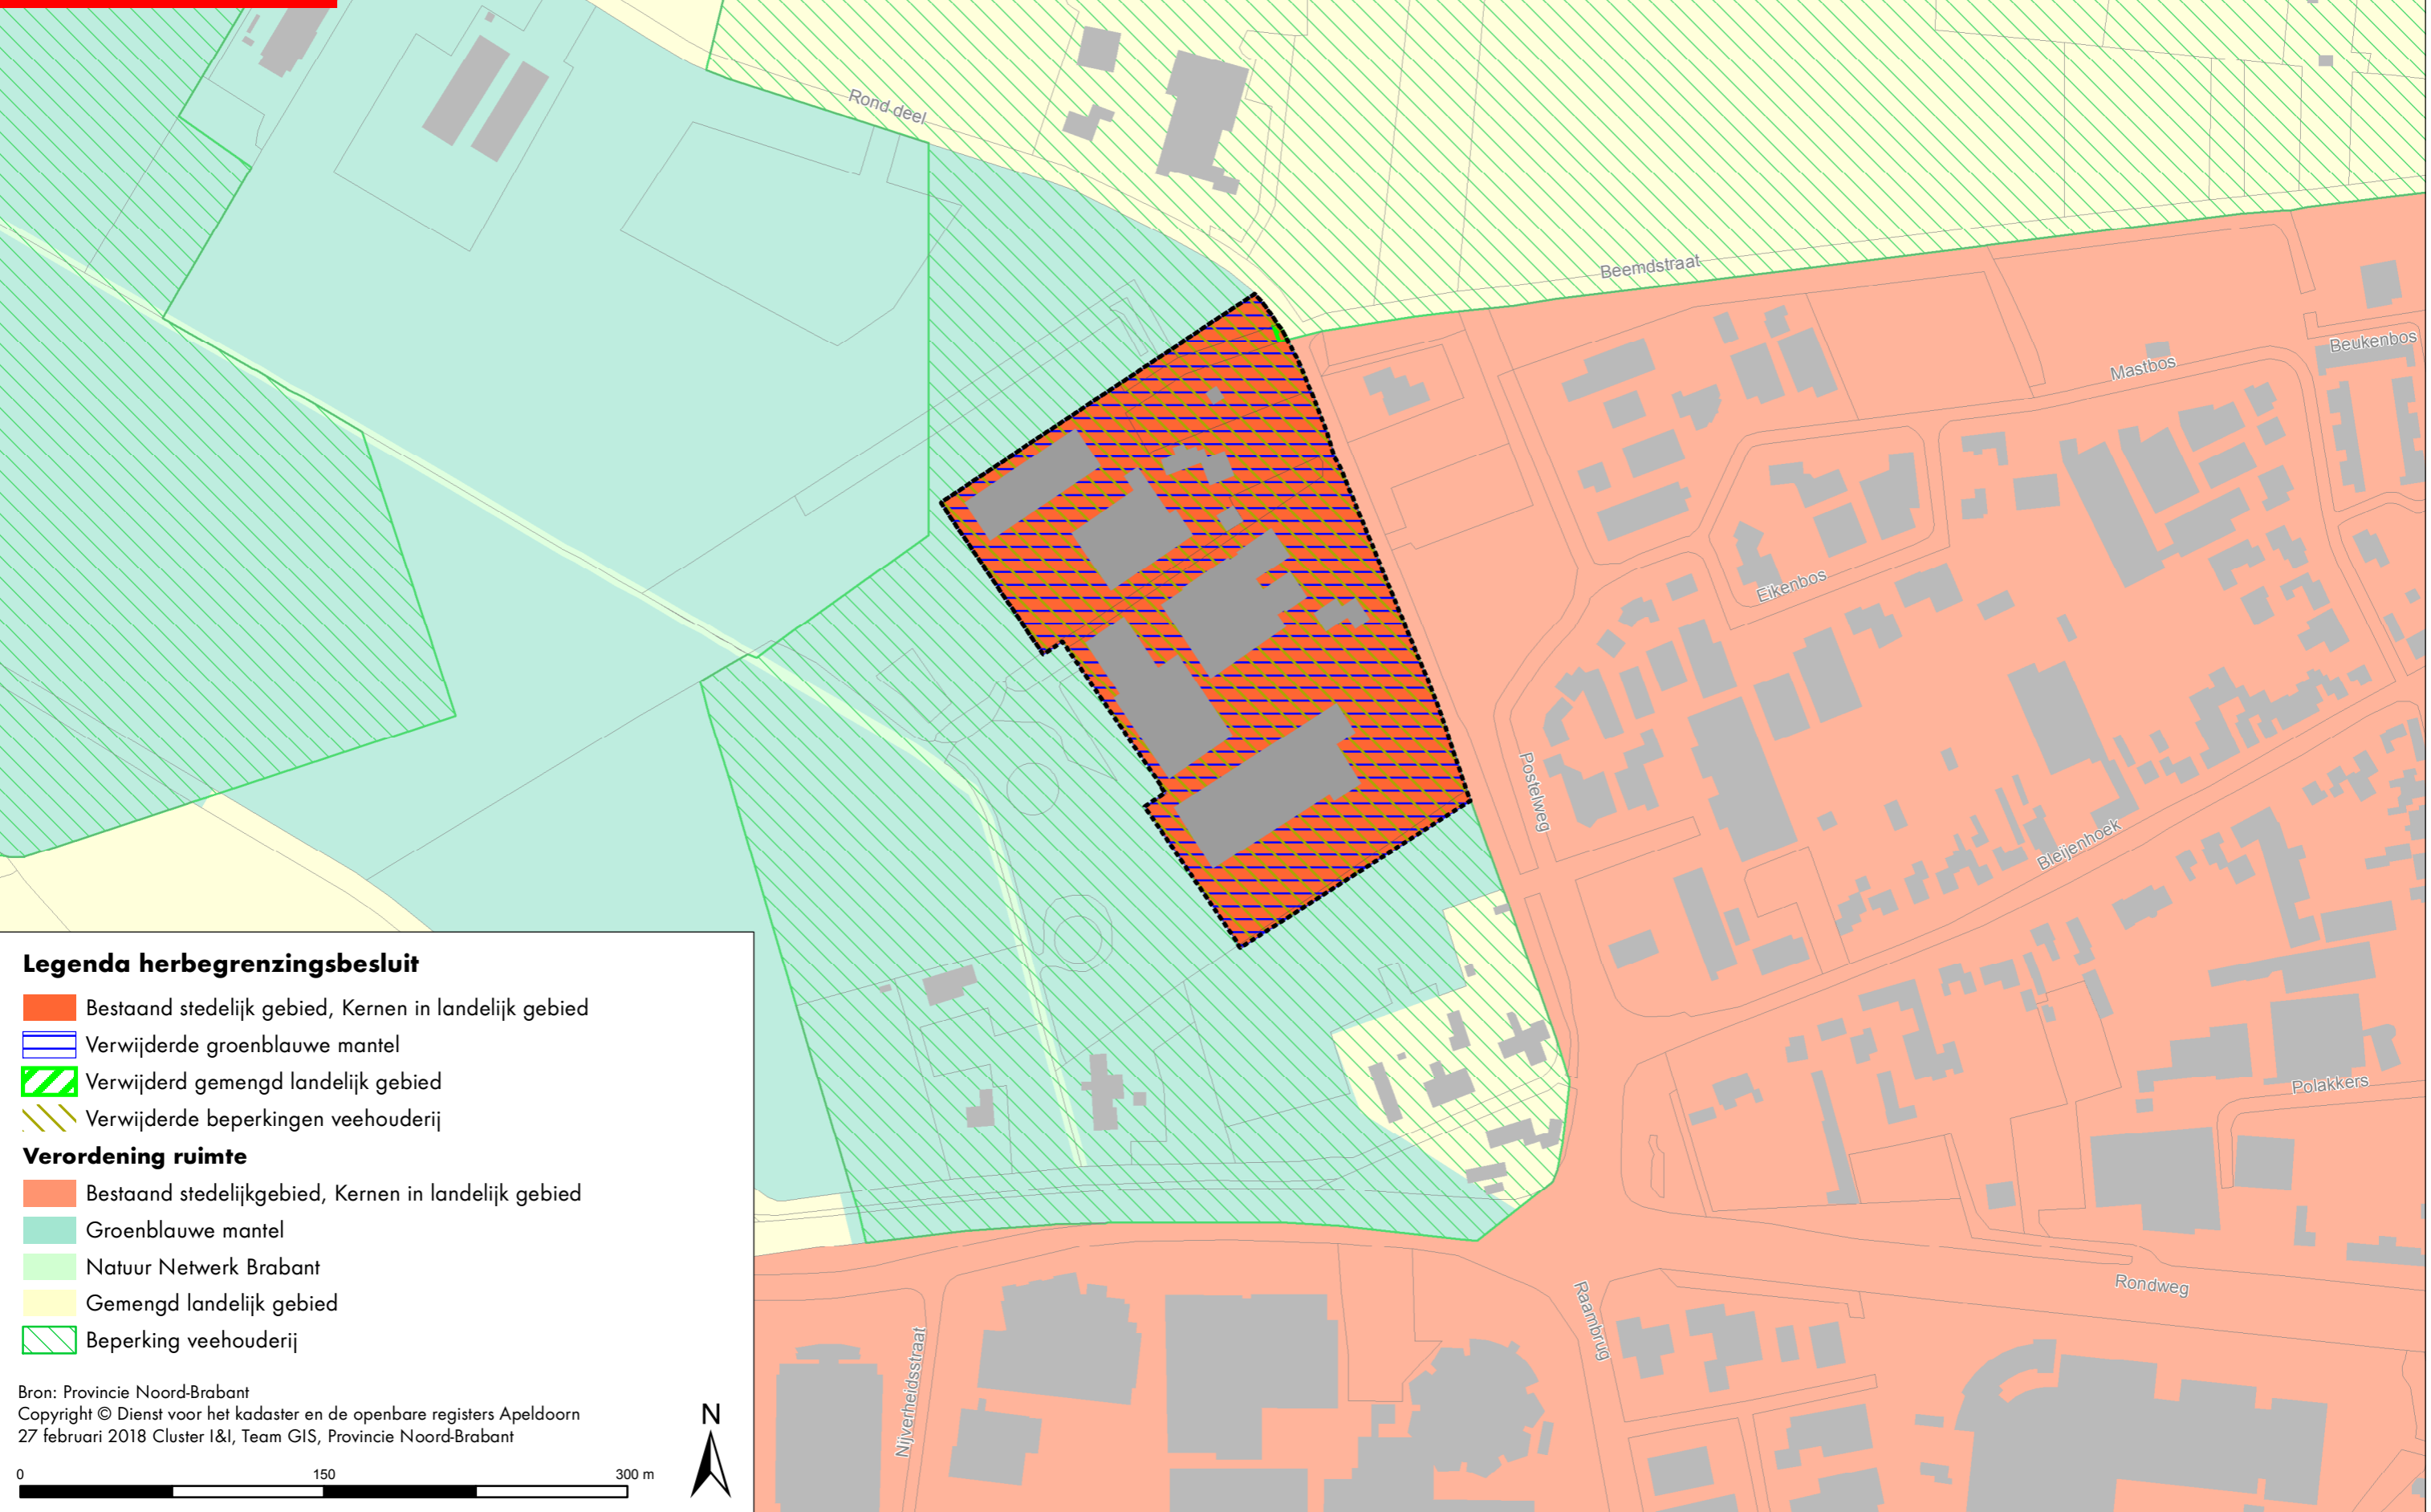 Rond deel
Beemdstraat
Beukenbos
Mastbos
Eikenbos
Postelweg
Bleijenhoek
Polakkers
Rondweg
Raambrug
Nijverheidsstraat
Legenda herbegrenzingsbesluit
Bestaand stedelijk gebied, Kernen in landelijk gebied
Verwijderde groenblauwe mantel
Verwijderd gemengd landelijk gebied
Verwijderde beperkingen veehouderij
Verordening ruimte
Bestaand stedelijkgebied, Kernen in landelijk gebied
Groenblauwe mantel
Natuur Netwerk Brabant
Gemengd landelijk gebied
Beperking veehouderij
Bron: Provincie Noord-Brabant
Copyright © Dienst voor het kadaster en de openbare registers Apeldoorn
27 februari 2018 Cluster I&I, Team GIS, Provincie Noord-Brabant
N
0 150 300 m